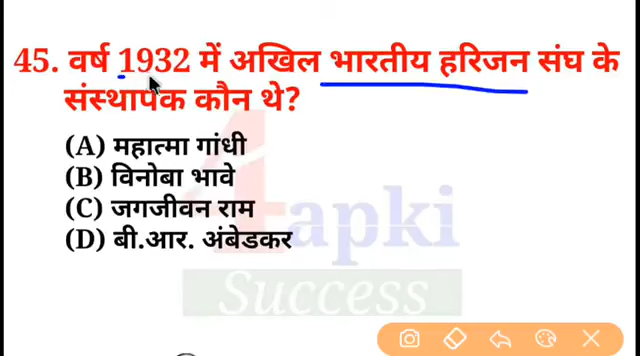 45. वर्ष 1932 में अखिल भारतीय हरिजन संघ के
संस्थापक कौन थे?
(A) महात्मा गांधी
(B) विनोबा भावे
(C) जगजीवन राम
(D) बी.आर. अंबेडकर
apki
Success